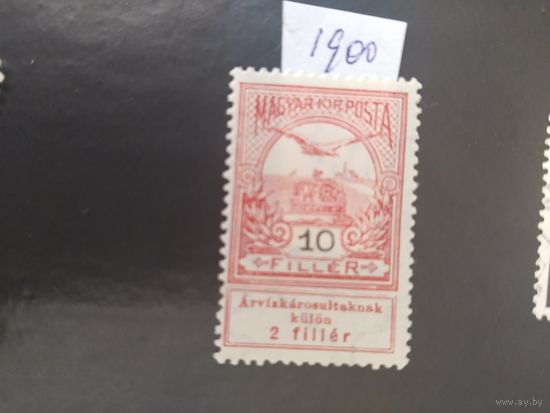 1900
MAGYAR KIR. POSTA
10
FILLÉR
Árvízkárosultaknak
külön
2 fillér
www.ay.by